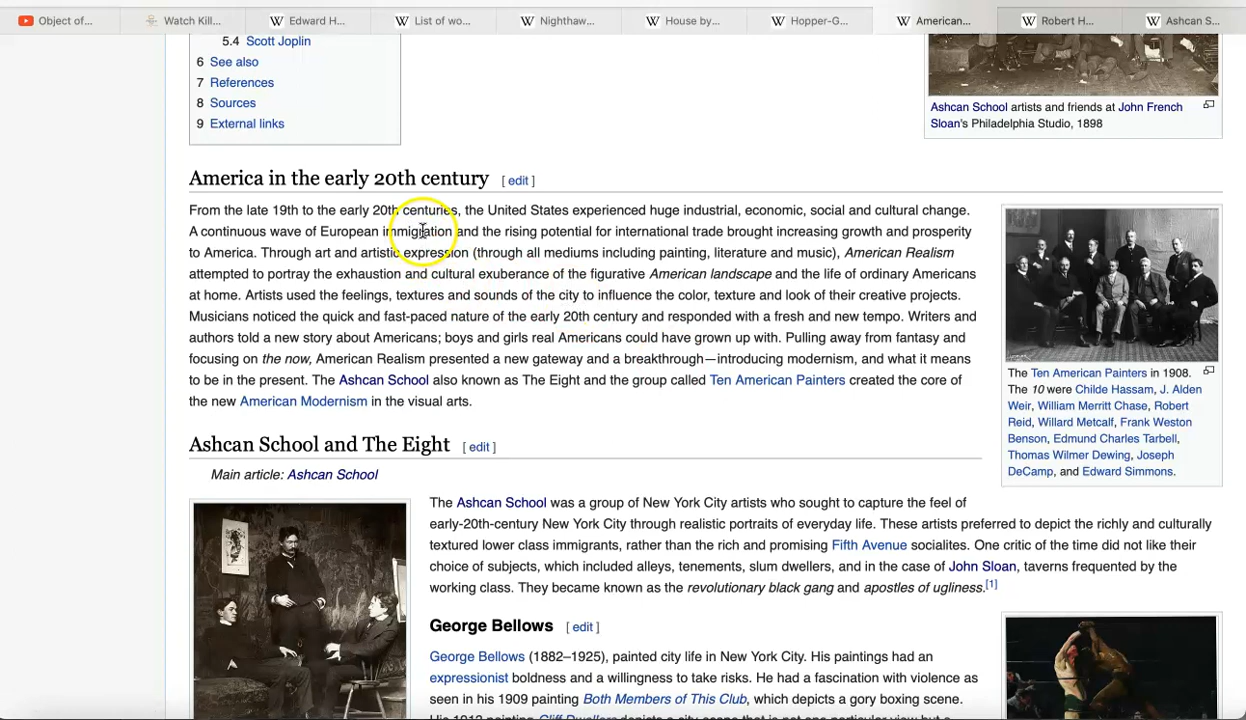 Object of...
Watch Kill...
Edward H...
List of wo...
Nighthaw...
House by...
Hopper-G...
American...
Robert H...
Ashcan S...
5.4 Scott Joplin
6 See also
7 References
8 Sources
9 External links
Ashcan School artists and friends at John French
Sloan's Philadelphia Studio, 1898
America in the early 20th century [ edit ]
From the late 19th to the early 20th centuries, the United States experienced huge industrial, economic, social and cultural change.
A continuous wave of European immigration and the rising potential for international trade brought increasing growth and prosperity
to America. Through art and artistic expression (through all mediums including painting, literature and music), American Realism
attempted to portray the exhaustion and cultural exuberance of the figurative American landscape and the life of ordinary Americans
at home. Artists used the feelings, textures and sounds of the city to influence the color, texture and look of their creative projects.
Musicians noticed the quick and fast-paced nature of the early 20th century and responded with a fresh and new tempo. Writers and
authors told a new story about Americans; boys and girls real Americans could have grown up with. Pulling away from fantasy and
focusing on the now, American Realism presented a new gateway and a breakthrough—introducing modernism, and what it means
to be in the present. The Ashcan School also known as The Eight and the group called Ten American Painters created the core of
the new American Modernism in the visual arts.
The Ten American Painters in 1908.
The 10 were Childe Hassam, J. Alden
Weir, William Merritt Chase, Robert
Reid, Willard Metcalf, Frank Weston
Benson, Edmund Charles Tarbell,
Thomas Wilmer Dewing, Joseph
DeCamp, and Edward Simmons.
Ashcan School and The Eight [ edit ]
Main article: Ashcan School
The Ashcan School was a group of New York City artists who sought to capture the feel of
early-20th-century New York City through realistic portraits of everyday life. These artists preferred to depict the richly and culturally
textured lower class immigrants, rather than the rich and promising Fifth Avenue socialites. One critic of the time did not like their
choice of subjects, which included alleys, tenements, slum dwellers, and in the case of John Sloan, taverns frequented by the
working class. They became known as the revolutionary black gang and apostles of ugliness.[1]
George Bellows [ edit ]
George Bellows (1882–1925), painted city life in New York City. His paintings had an
expressionist boldness and a willingness to take risks. He had a fascination with violence as
seen in his 1909 painting Both Members of This Club, which depicts a gory boxing scene.